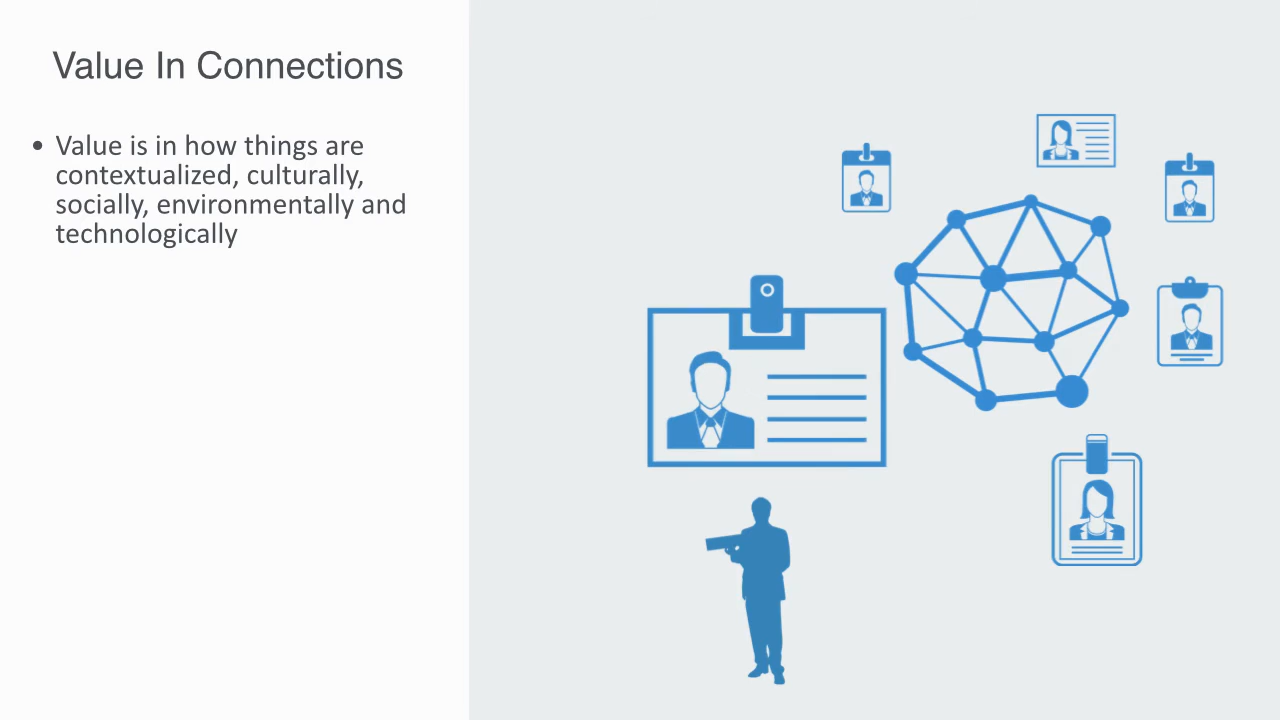 Value In Connections
• Value is in how things are
contextualized, culturally,
socially, environmentally and
technologically